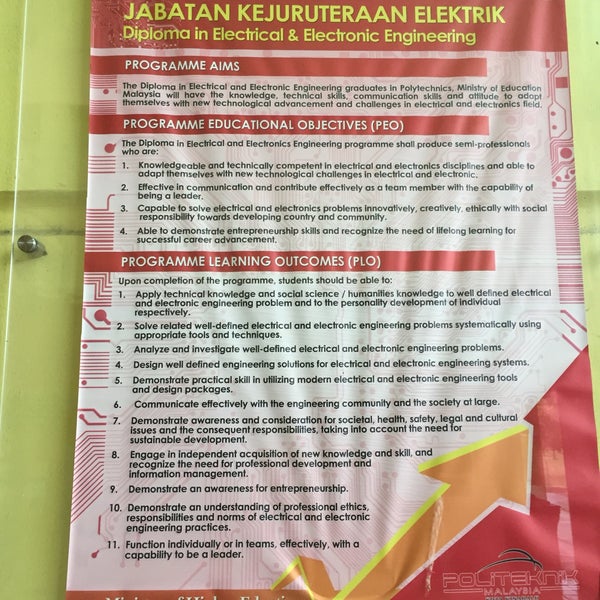 JABATAN KEJURUTERAAN ELEKTRIK
Diploma in Electrical & Electronic Engineering
PROGRAMME AIMS
The Diploma in Electrical and Electronic Engineering graduates in Polytechnics, Ministry of Education
Malaysia will have the knowledge, technical skills, communication skills and attitude to adapt
themselves with new technological advancement and challenges in electrical and electronics field.
PROGRAMME EDUCATIONAL OBJECTIVES (PEO)
The Diploma in Electrical and Electronics Engineering programme shall produce semi-professionals
who are:
1. Knowledgeable and technically competent in electrical and electronics disciplines and able to
adapt themselves with new technological challenges in electrical and electronic.
2. Effective in communication and contribute effectively as a team member with the capability of
being a leader.
3. Capable to solve electrical and electronics problems innovatively, creatively, ethically with social
responsibility towards developing country and community.
4. Able to demonstrate entrepreneurship skills and recognize the need of lifelong learning for
successful career advancement.
PROGRAMME LEARNING OUTCOMES (PLO)
Upon completion of the programme, students should be able to:
1. Apply technical knowledge and social science / humanities knowledge to well defined electrical
and electronic engineering problem and to the personality development of individual
respectively.
2. Solve related well-defined electrical and electronic engineering problems systematically using
appropriate tools and techniques.
3. Analyze and investigate well-defined electrical and electronic engineering problems.
4. Design well defined engineering solutions for electrical and electronic engineering systems.
5. Demonstrate practical skill in utilizing modern electrical and electronic engineering tools
and design packages.
6. Communicate effectively with the engineering community and the society at large.
7. Demonstrate awareness and consideration for societal, health, safety, legal and cultural
issues and the consequent responsibilities, taking into account the need for
sustainable development.
8. Engage in independent acquisition of new knowledge and skill, and
recognize the need for professional development and
information management.
9. Demonstrate an awareness for entrepreneurship.
10. Demonstrate an understanding of professional ethics,
responsibilities and norms of electrical and electronic
engineering practices.
11. Function individually or in teams, effectively, with a
capability to be a leader.
POLITEKNIK
MALAYSIA
Ministry of Higher Education